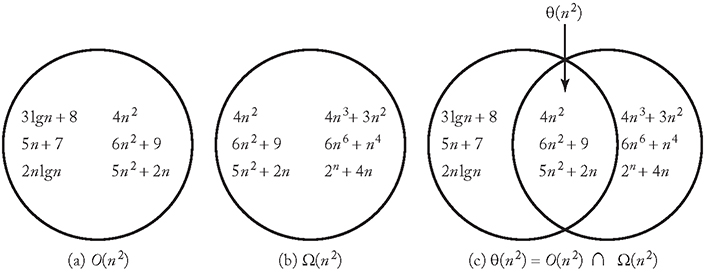 θ(n²)
3lgn + 8 4n²
5n + 7 6n² + 9
2nlgn 5n² + 2n
4n² 4n³ + 3n²
6n² + 9 6n⁶ + n⁴
5n² + 2n 2ⁿ + 4n
3lgn + 8 4n² 4n³ + 3n²
5n + 7 6n² + 9 6n⁶ + n⁴
2nlgn 5n² + 2n 2ⁿ + 4n
(a) O(n²)
(b) Ω(n²)
(c) θ(n²) = O(n²) ∩ Ω(n²)